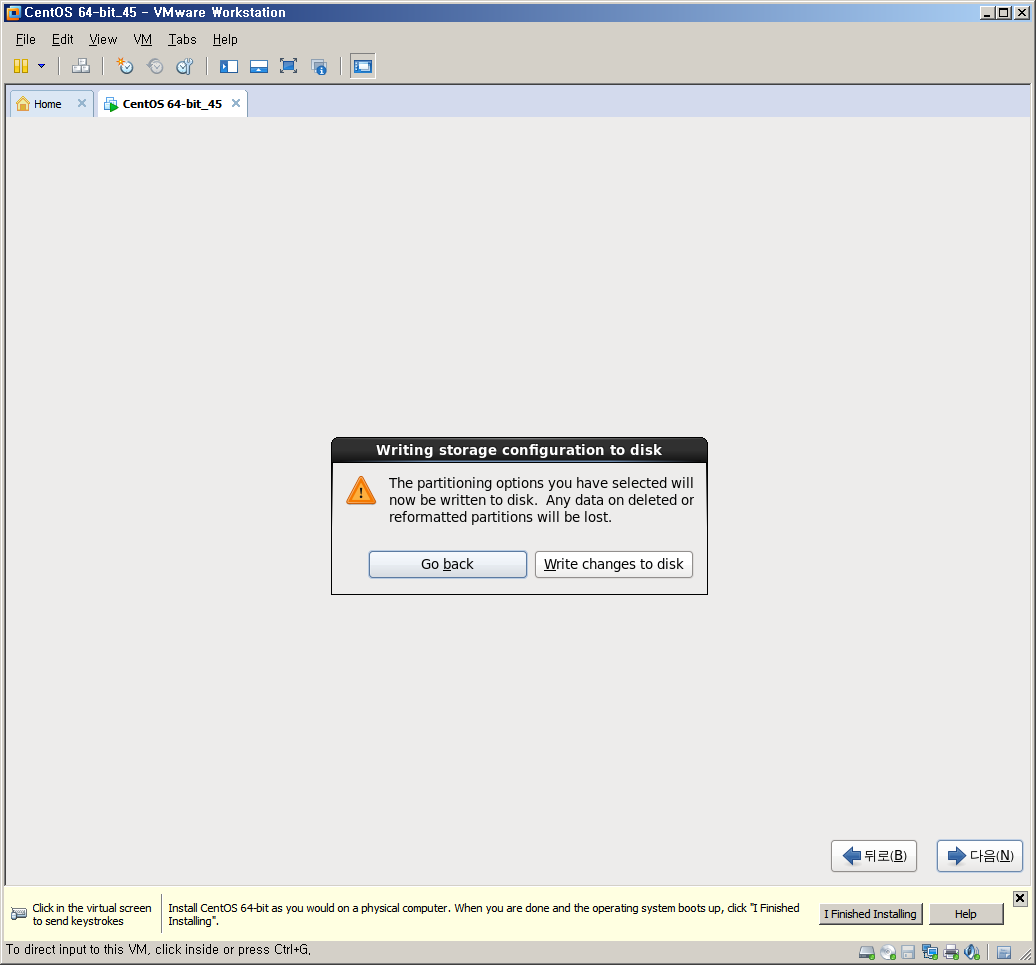 CentOS 64-bit_45 - VMware Workstation
File Edit View VM Tabs Help
Home
CentOS 64-bit_45
Writing storage configuration to disk
The partitioning options you have selected will
now be written to disk.  Any data on deleted or
reformatted partitions will be lost.
Go back
Write changes to disk
뒤로(B)
다음(N)
Click in the virtual screen
to send keystrokes
Install CentOS 64-bit as you would on a physical computer. When you are done and the operating system boots up, click "I Finished
Installing".
I Finished Installing
Help
To direct input to this VM, click inside or press Ctrl+G.